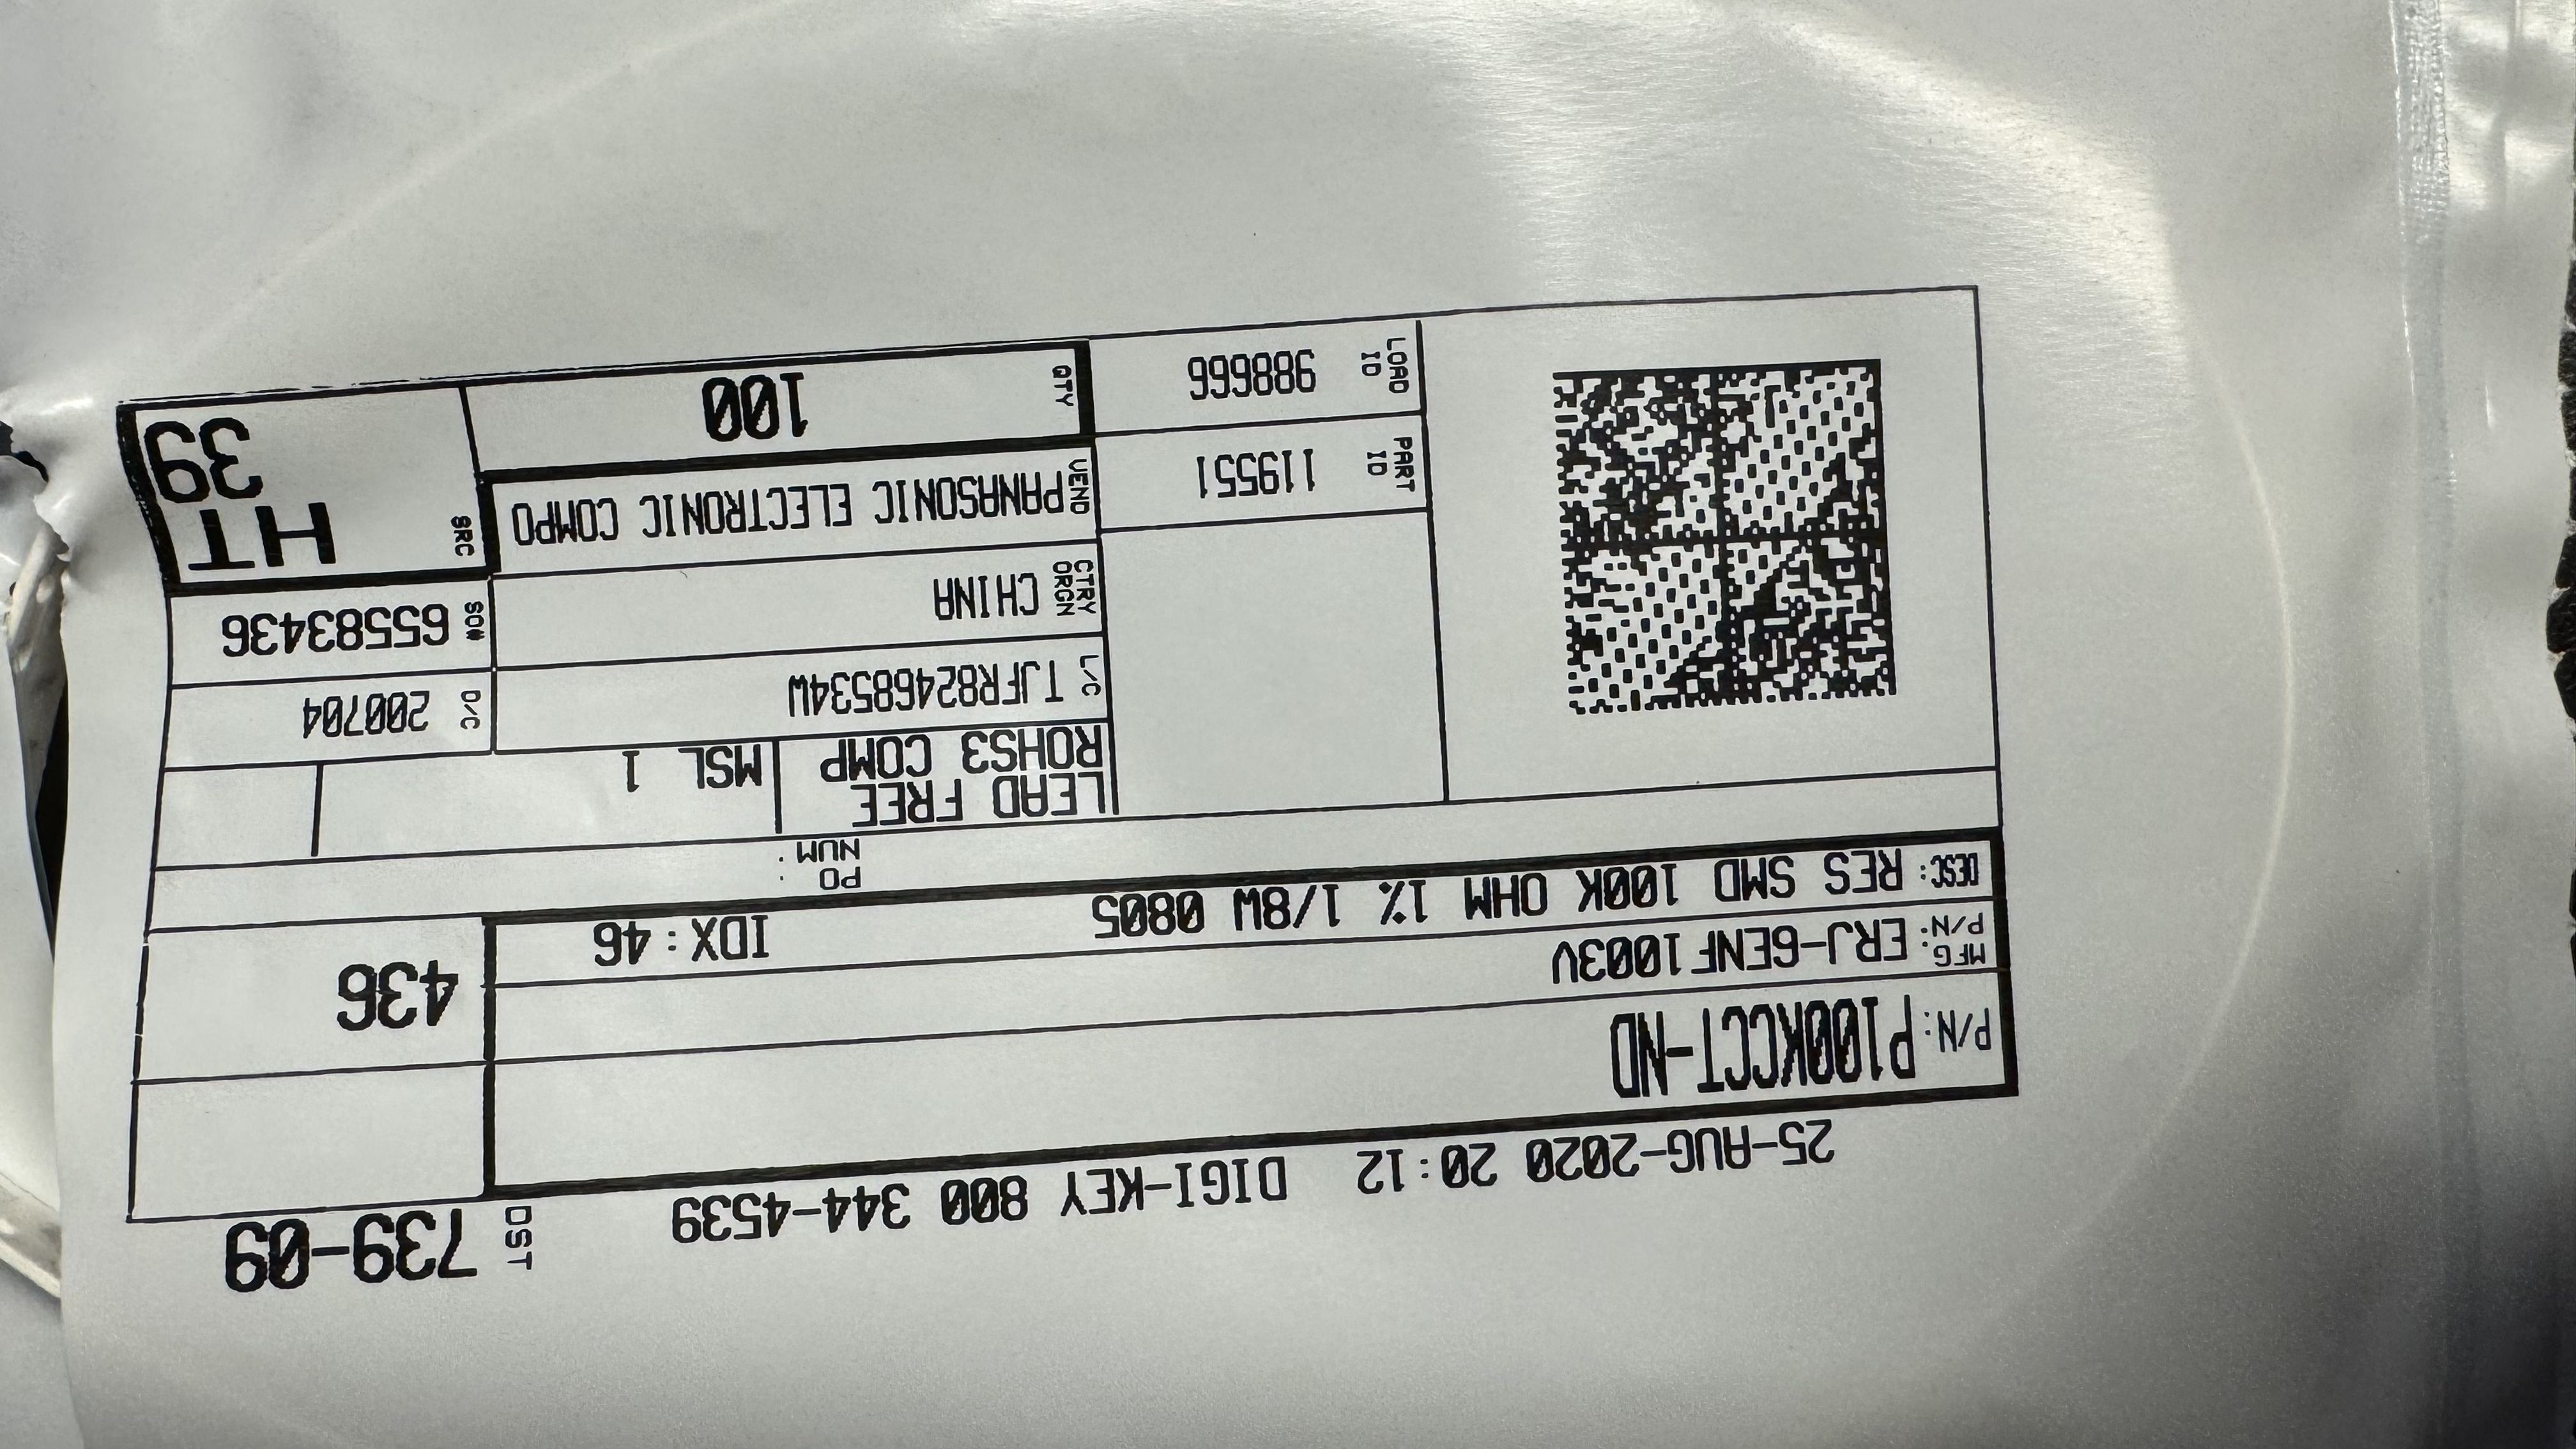 25-AUG-2020 20:12 DIGI-KEY 800 344-4539
DST 739-09
P/N: P100KCCT-ND
MFG P/N: ERJ-6ENF1003V
436
DESC: RES SMD 100K OHM 1% 1/8W 0805 IDX: 46
PO NUM :
LEAD FREE
ROHS3 COMP
MSL 1
L/C TJFR82468534W
D/C 200704
CTRY ORGN CHINA
SO# 65583436
PART ID 119551
VEND PANASONIC ELECTRONIC COMPO
SRC HT
39
LOAD ID 988666
QTY 100